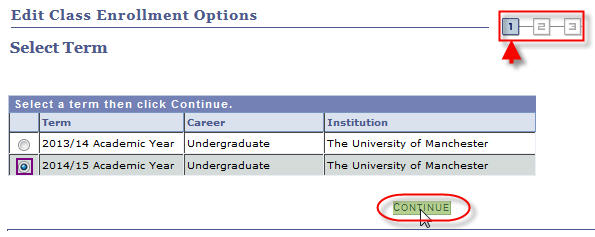 Edit Class Enrollment Options
1 2 3
Select Term
Select a term then click Continue.
Term Career Institution
2013/14 Academic Year Undergraduate The University of Manchester
2014/15 Academic Year Undergraduate The University of Manchester
CONTINUE